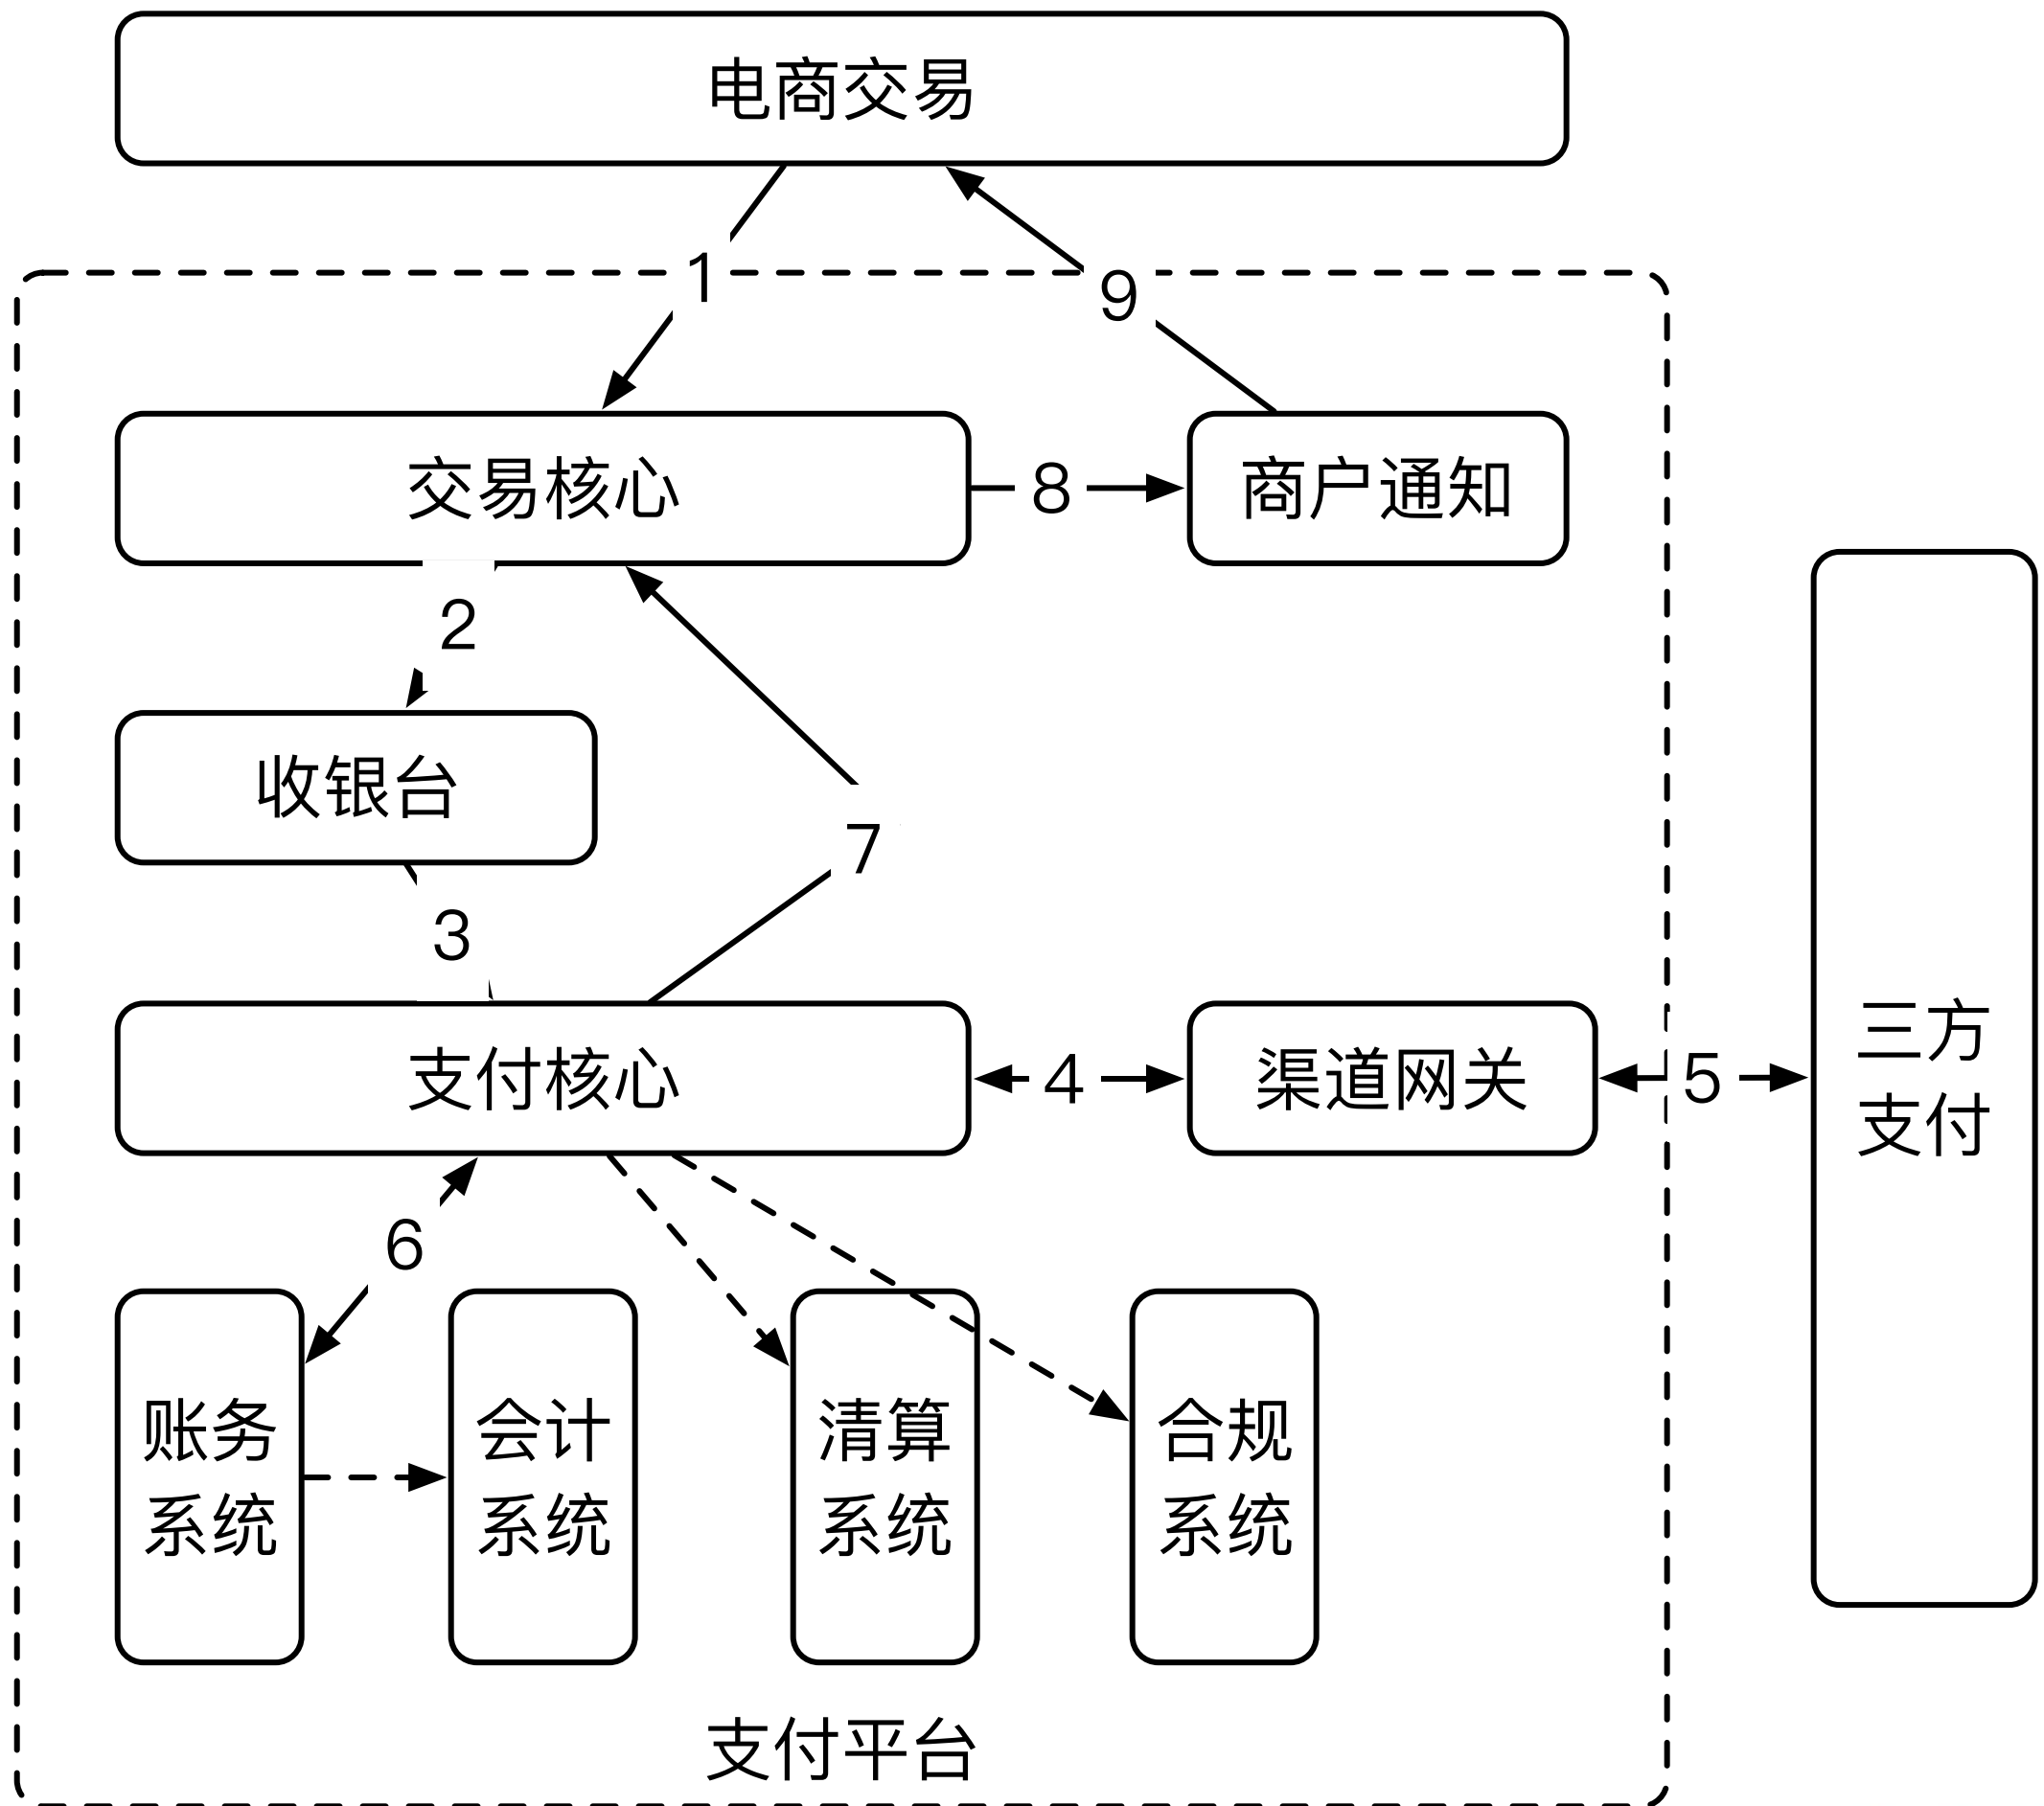 电商交易
1
9
交易核心
8
商户通知
2
收银台
7
3
支付核心
4
渠道网关
5
三方
支付
6
账务
系统
会计
系统
清算
系统
合规
系统
支付平台